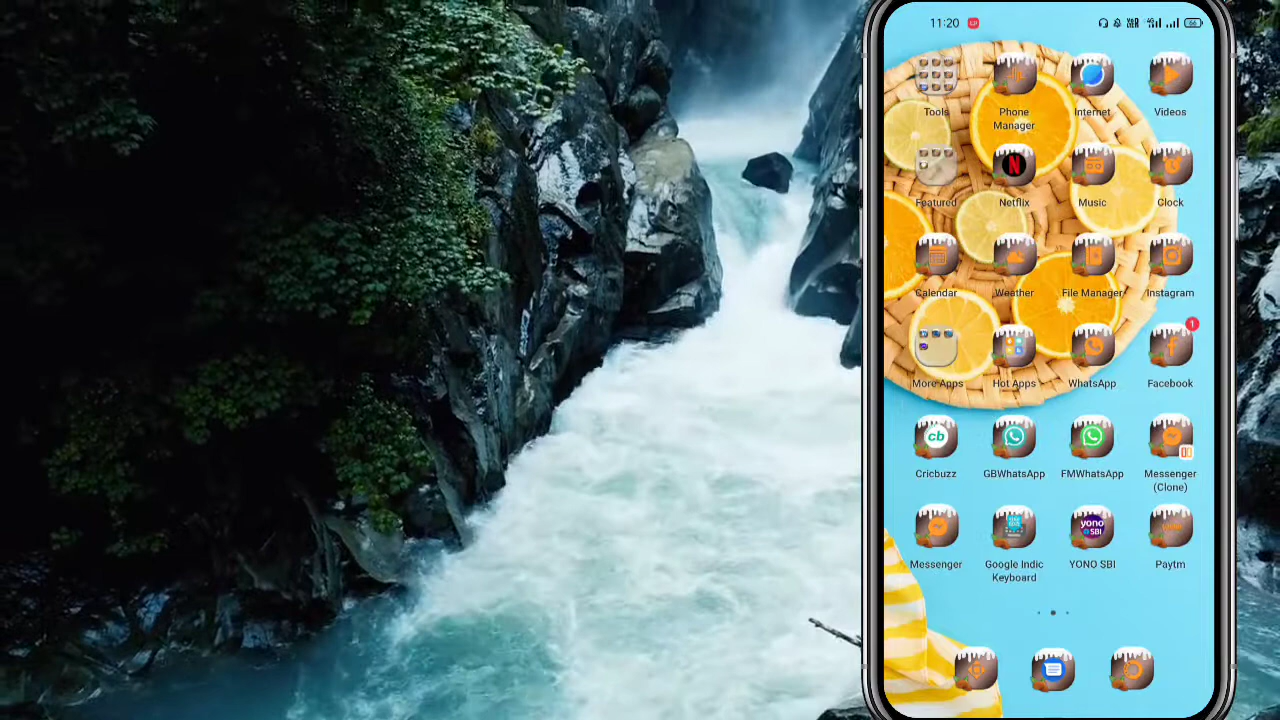 11:20
Tools
Phone
Manager
Internet
Videos
Featured
Netflix
Music
Clock
Calendar
Weather
File Manager
Instagram
More Apps
Hot Apps
WhatsApp
1
Facebook
cb
Cricbuzz
GBWhatsApp
FMWhatsApp
Messenger
(Clone)
Messenger
Google Indic
Keyboard
yono
SBI
YONO SBI
Paytm